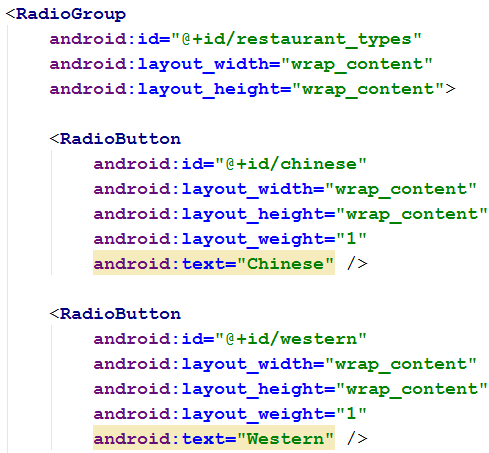 <RadioGroup
android:id="@+id/restaurant_types"
android:layout_width="wrap_content"
android:layout_height="wrap_content">
<RadioButton
android:id="@+id/chinese"
android:layout_width="wrap_content"
android:layout_height="wrap_content"
android:layout_weight="1"
android:text="Chinese" />
<RadioButton
android:id="@+id/western"
android:layout_width="wrap_content"
android:layout_height="wrap_content"
android:layout_weight="1"
android:text="Western" />